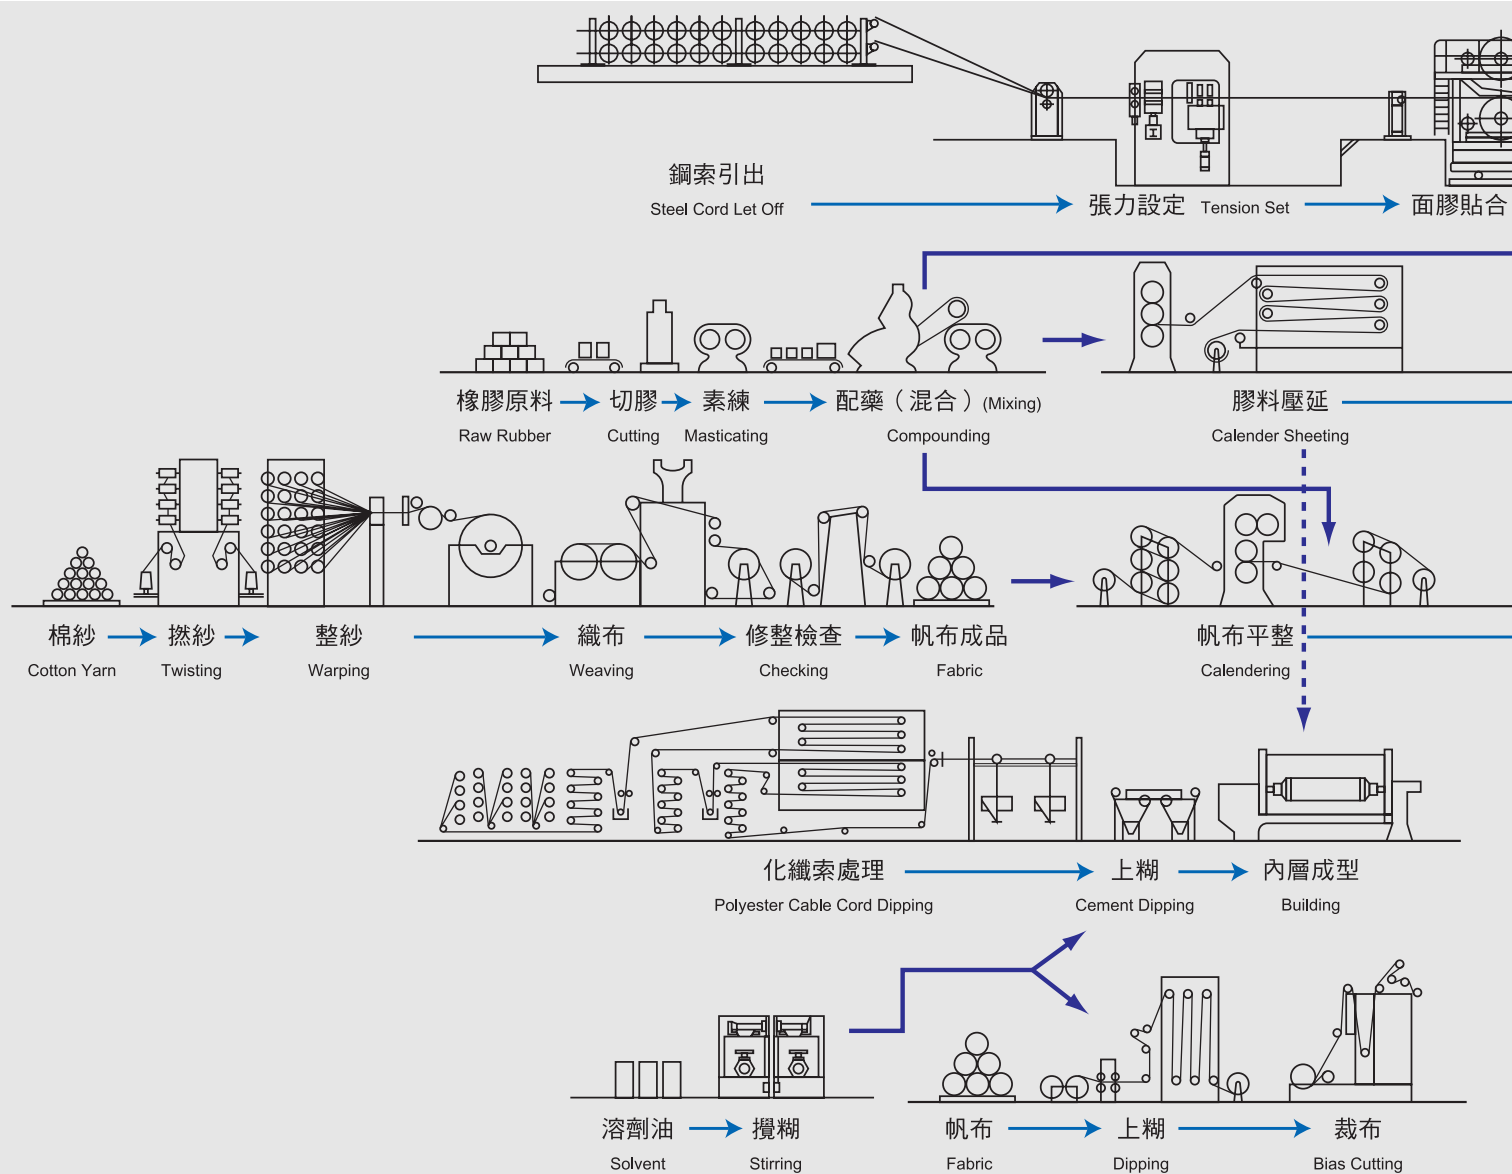 鋼索引出
Steel Cord Let Off
張力設定 Tension Set
面膠貼合
橡膠原料
Raw Rubber
切膠
Cutting
素練
Masticating
配藥（混合）(Mixing)
Compounding
膠料壓延
Calender Sheeting
棉紗
Cotton Yarn
撚紗
Twisting
整紗
Warping
織布
Weaving
修整檢查
Checking
帆布成品
Fabric
帆布平整
Calendering
化纖索處理
Polyester Cable Cord Dipping
上糊
Cement Dipping
內層成型
Building
溶劑油
Solvent
攪糊
Stirring
帆布
Fabric
上糊
Dipping
裁布
Bias Cutting